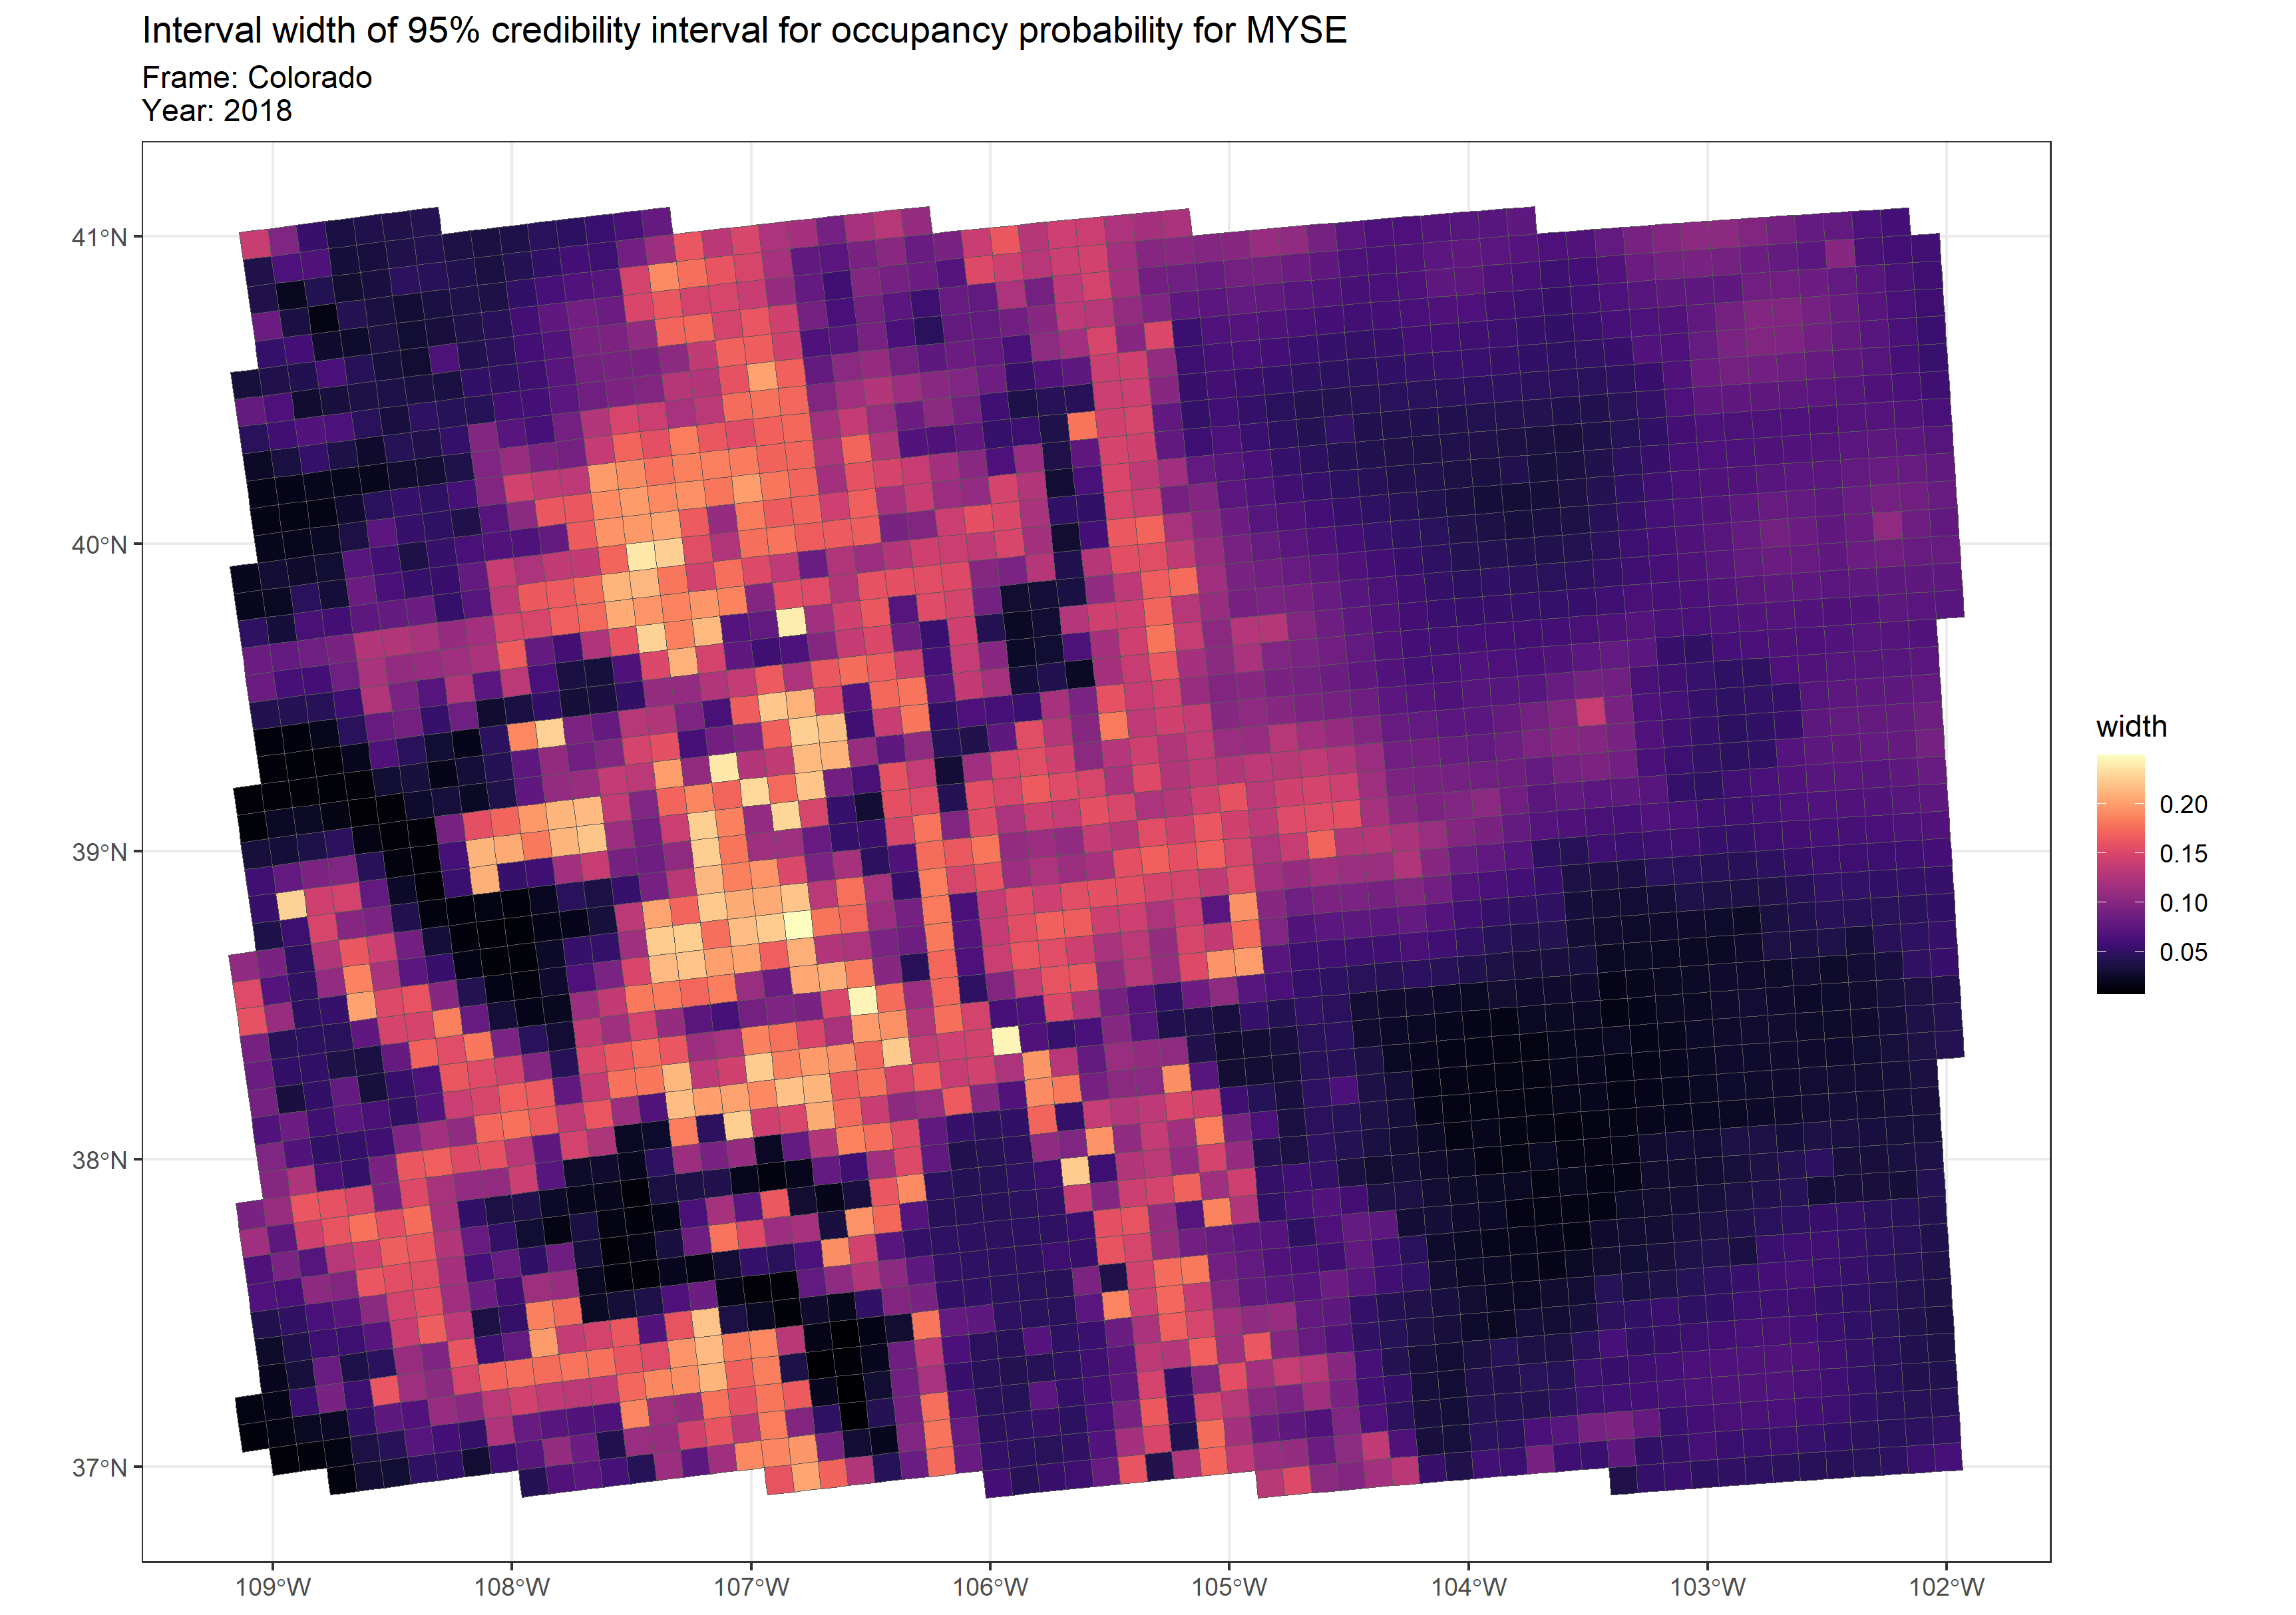 Interval width of 95% credibility interval for occupancy probability for MYSE
Frame: Colorado
Year: 2018
41°N
40°N
39°N
38°N
37°N
109°W
108°W
107°W
106°W
105°W
104°W
103°W
102°W
width
0.20
0.15
0.10
0.05